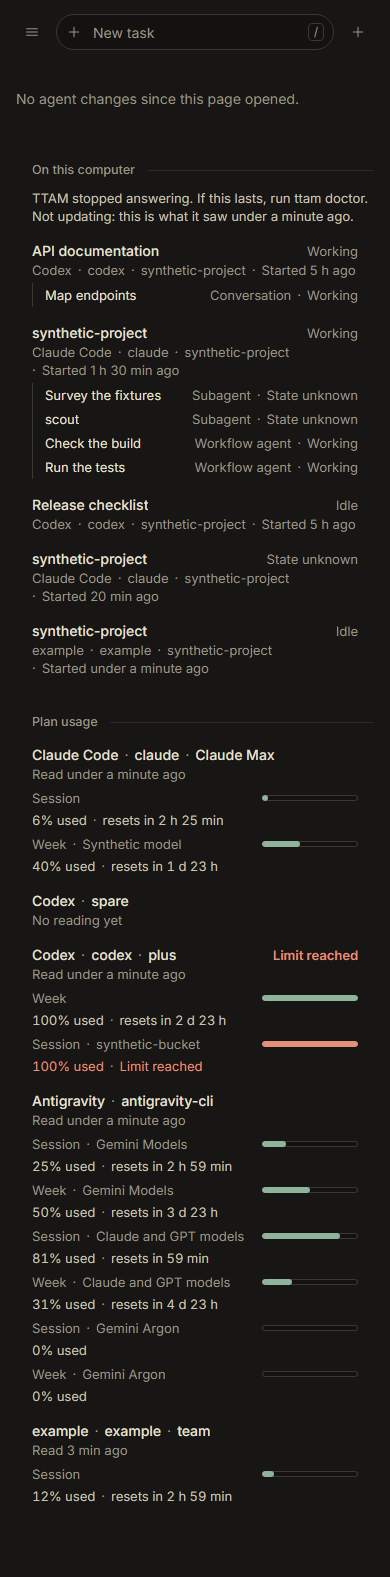 New task /
No agent changes since this page opened.
On this computer
TTAM stopped answering. If this lasts, run ttam doctor.
Not updating: this is what it saw under a minute ago.
API documentation Working
Codex · codex · synthetic-project · Started 5 h ago
Map endpoints Conversation · Working
synthetic-project Working
Claude Code · claude · synthetic-project
· Started 1 h 30 min ago
Survey the fixtures Subagent · State unknown
scout Subagent · State unknown
Check the build Workflow agent · Working
Run the tests Workflow agent · Working
Release checklist Idle
Codex · codex · synthetic-project · Started 5 h ago
synthetic-project State unknown
Claude Code · claude · synthetic-project
· Started 20 min ago
synthetic-project Idle
example · example · synthetic-project
· Started under a minute ago
Plan usage
Claude Code · claude · Claude Max
Read under a minute ago
Session
6% used · resets in 2 h 25 min
Week · Synthetic model
40% used · resets in 1 d 23 h
Codex · spare
No reading yet
Codex · codex · plus Limit reached
Read under a minute ago
Week
100% used · resets in 2 d 23 h
Session · synthetic-bucket
100% used · Limit reached
Antigravity · antigravity-cli
Read under a minute ago
Session · Gemini Models
25% used · resets in 2 h 59 min
Week · Gemini Models
50% used · resets in 3 d 23 h
Session · Claude and GPT models
81% used · resets in 59 min
Week · Claude and GPT models
31% used · resets in 4 d 23 h
Session · Gemini Argon
0% used
Week · Gemini Argon
0% used
example · example · team
Read 3 min ago
Session
12% used · resets in 2 h 59 min